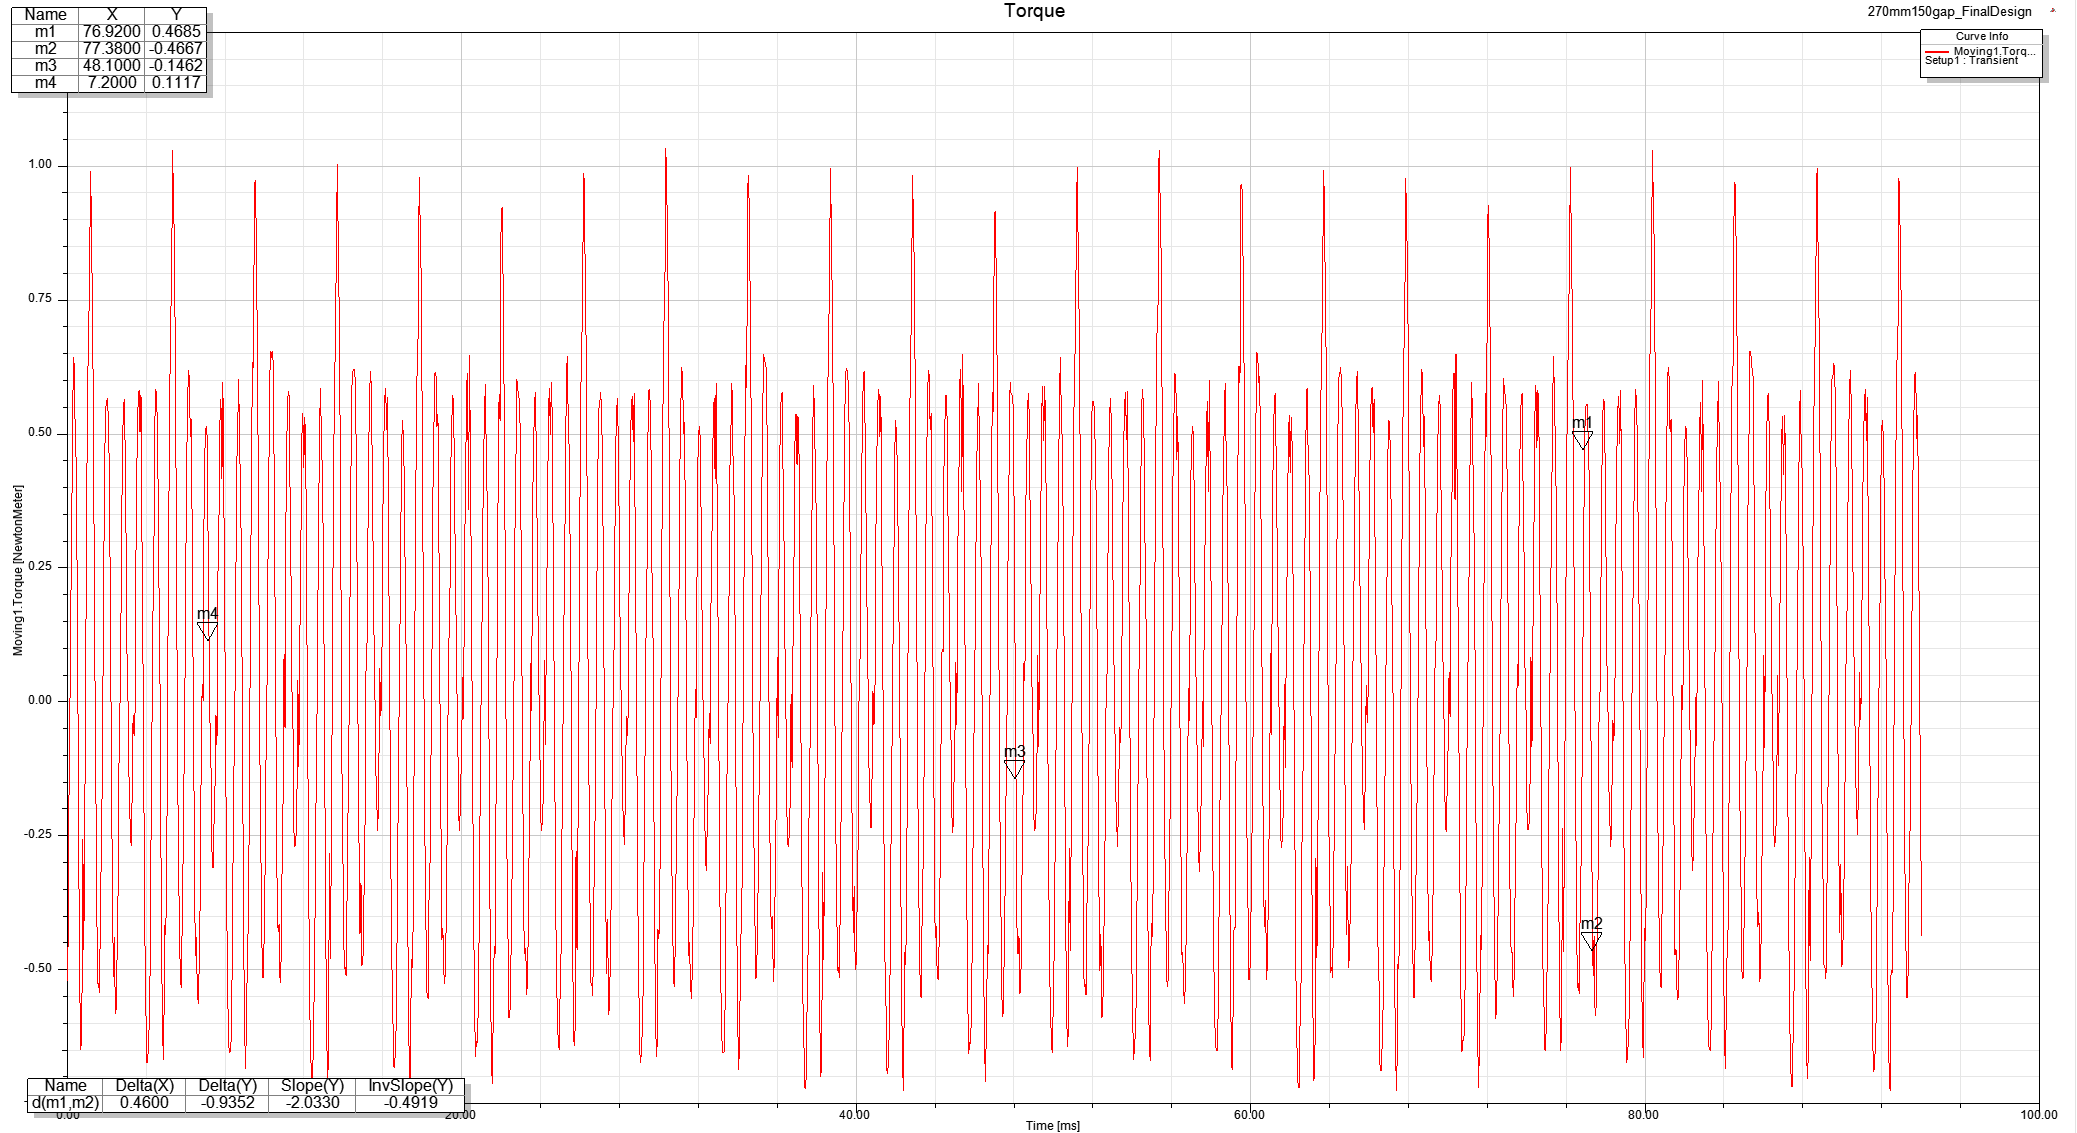 Torque
270mm150gap_FinalDesign
Name X Y
m1 76.9200 0.4685
m2 77.3800 -0.4667
m3 48.1000 -0.1462
m4 7.2000 0.1117
Curve Info
Moving1.Torq...
Setup1 : Transient
1.00
0.75
0.50
m1
0.25
m4
Moving1.Torque [NewtonMeter]
0.00
m3
-0.25
m2
-0.50
Name Delta(X) Delta(Y) Slope(Y) InvSlope(Y)
d(m1,m2) 0.4600 -0.9352 -2.0330 -0.4919
0.00 20.00 40.00 60.00 80.00 100.00
Time [ms]